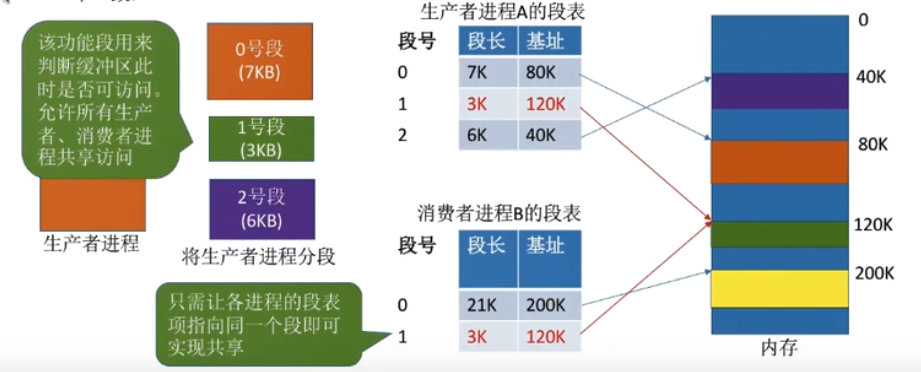 该功能段用来
判断缓冲区此
时是否可访问。
允许所有生产
者、消费者进
程共享访问
生产者进程
0号段
(7KB)
1号段
(3KB)
2号段
(6KB)
将生产者进程分段
生产者进程A的段表
段号 段长 基址
0 7K 80K
1 3K 120K
2 6K 40K
消费者进程B的段表
段号 段长 基址
0 21K 200K
1 3K 120K
只需让各进程的段表
项指向同一个段即可
实现共享
0
40K
80K
120K
200K
内存